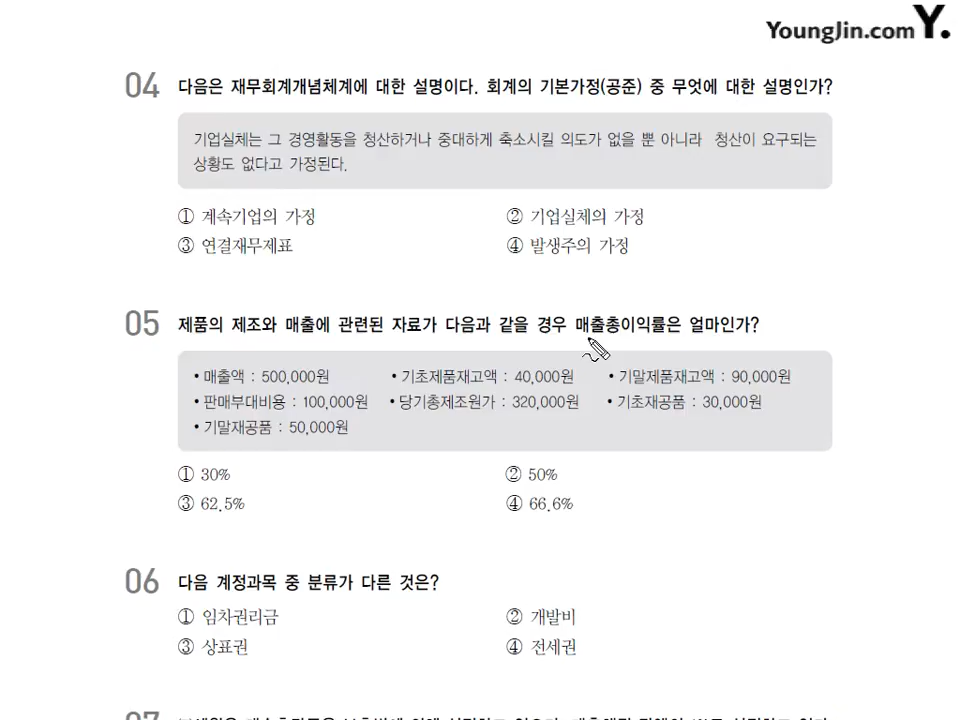 YoungJin.com Y.
04 다음은 재무회계개념체계에 대한 설명이다. 회계의 기본가정(공준) 중 무엇에 대한 설명인가?
기업실체는 그 경영활동을 청산하거나 중대하게 축소시킬 의도가 없을 뿐 아니라 청산이 요구되는
상황도 없다고 가정된다.
① 계속기업의 가정 ② 기업실체의 가정
③ 연결재무제표 ④ 발생주의 가정
05 제품의 제조와 매출에 관련된 자료가 다음과 같을 경우 매출총이익률은 얼마인가?
• 매출액 : 500,000원 • 기초제품재고액 : 40,000원 • 기말제품재고액 : 90,000원
• 판매부대비용 : 100,000원 • 당기총제조원가 : 320,000원 • 기초재공품 : 30,000원
• 기말재공품 : 50,000원
① 30% ② 50%
③ 62.5% ④ 66.6%
06 다음 계정과목 중 분류가 다른 것은?
① 임차권리금 ② 개발비
③ 상표권 ④ 전세권